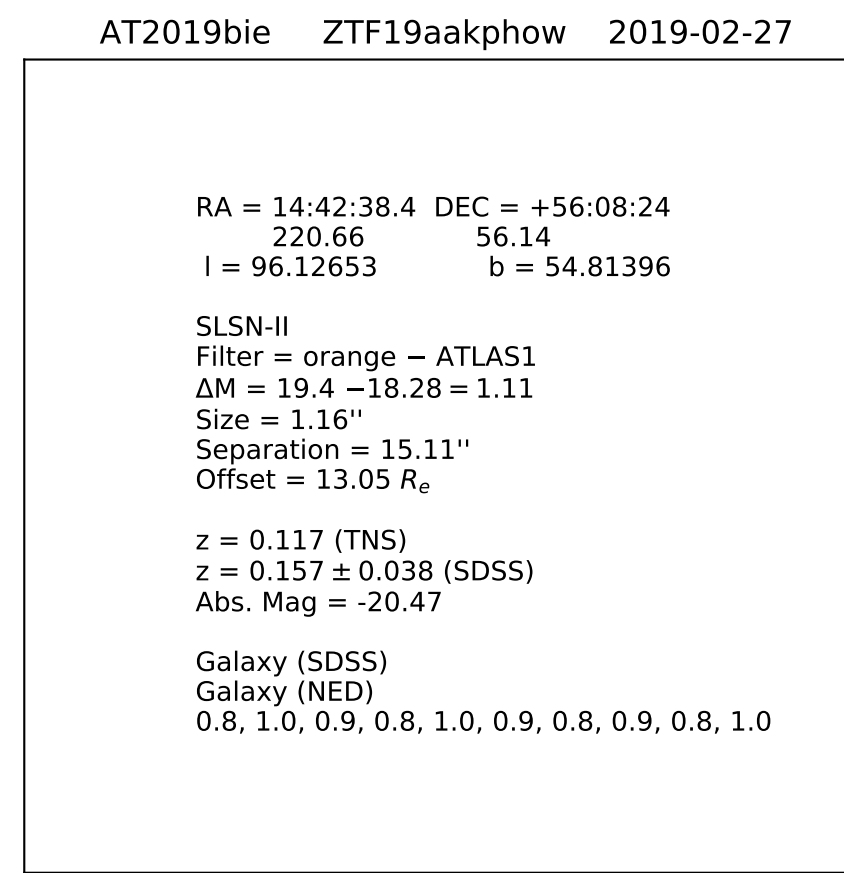 AT2019bie ZTF19aakphow 2019-02-27
RA = 14:42:38.4 DEC = +56:08:24
220.66 56.14
l = 96.12653 b = 54.81396
SLSN-II
Filter = orange − ATLAS1
ΔM = 19.4 −18.28 = 1.11
Size = 1.16''
Separation = 15.11''
Offset = 13.05 Rₑ
z = 0.117 (TNS)
z = 0.157 ± 0.038 (SDSS)
Abs. Mag = -20.47
Galaxy (SDSS)
Galaxy (NED)
0.8, 1.0, 0.9, 0.8, 1.0, 0.9, 0.8, 0.9, 0.8, 1.0